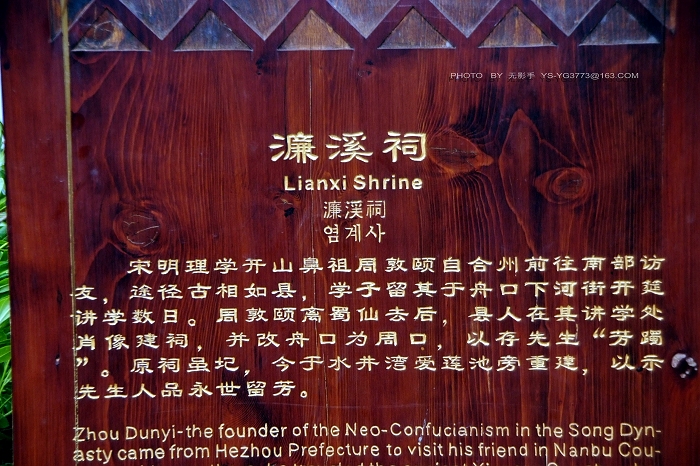 PHOTO BY 无影手 YS-YG3773@163.COM
濂溪祠
Lianxi Shrine
濂溪祠
염계사
宋明理学开山鼻祖周敦颐自合州前往南部访
友，途径古相如县，学子留其于舟口下河街开莚
讲学数日。周敦颐离蜀仙去后，县人在其讲学处
肖像建祠，并改舟口为周口，以存先生“芳躅
”。原祠虽圮，今于水井湾爱莲池旁重建，以示
先生人品永世留芳。
Zhou Dunyi-the founder of the Neo-Confucianism in the Song Dyn-
asty came from Hezhou Prefecture to visit his friend in Nanbu Cou-